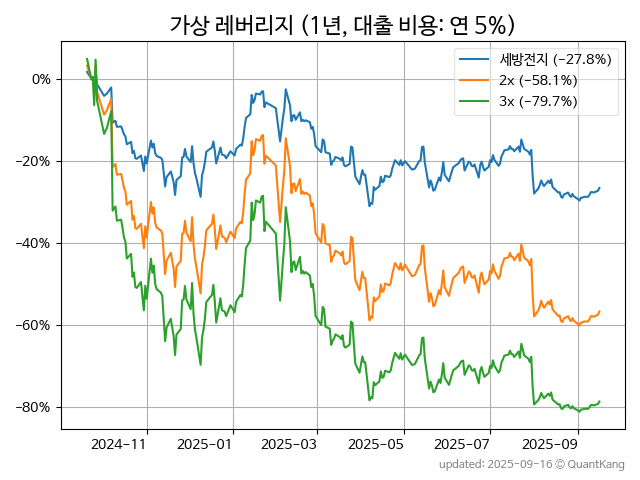 가상 레버리지 (1년, 대출 비용: 연 5%)
세방전지 (-27.8%)
2x (-58.1%)
3x (-79.7%)
0%
-20%
-40%
-60%
-80%
2024-11 2025-01 2025-03 2025-05 2025-07 2025-09
updated: 2025-09-16 © QuantKang